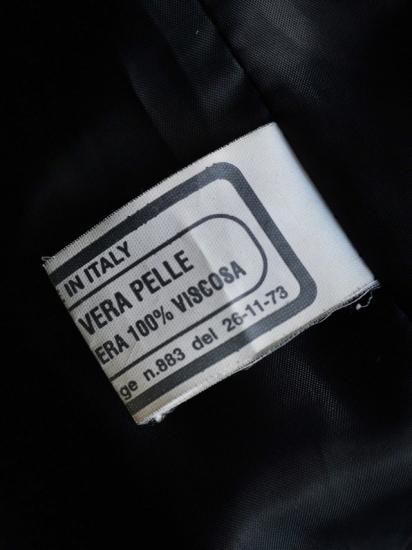 IN ITALY
VERA PELLE
ERA 100% VISCOSA
ge n.883 del 26-11-73